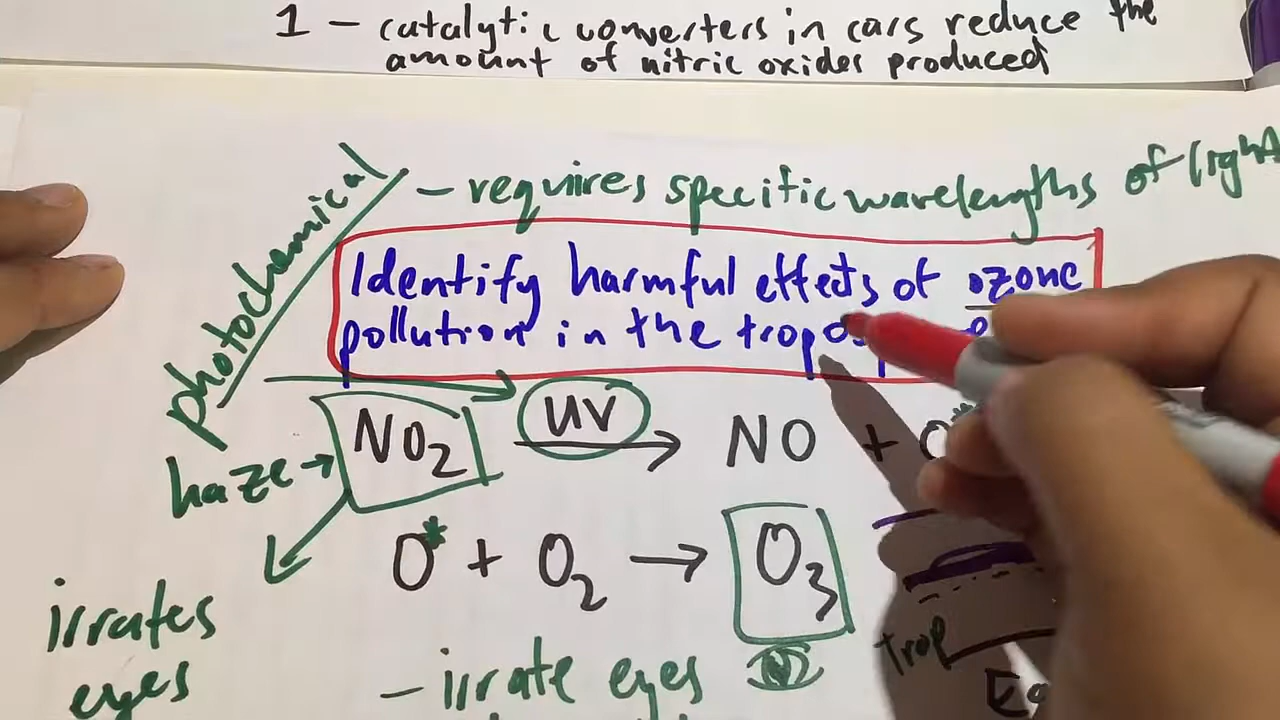 1 – catalytic converters in cars reduce the
amount of nitric oxides produced
photochemical
– requires specific wavelengths of light
Identify harmful effects of ozone
pollution in the
NO2 UV NO + O*
haze →
O* + O2 → O3
irrates
eyes
– irrate eyes
trop